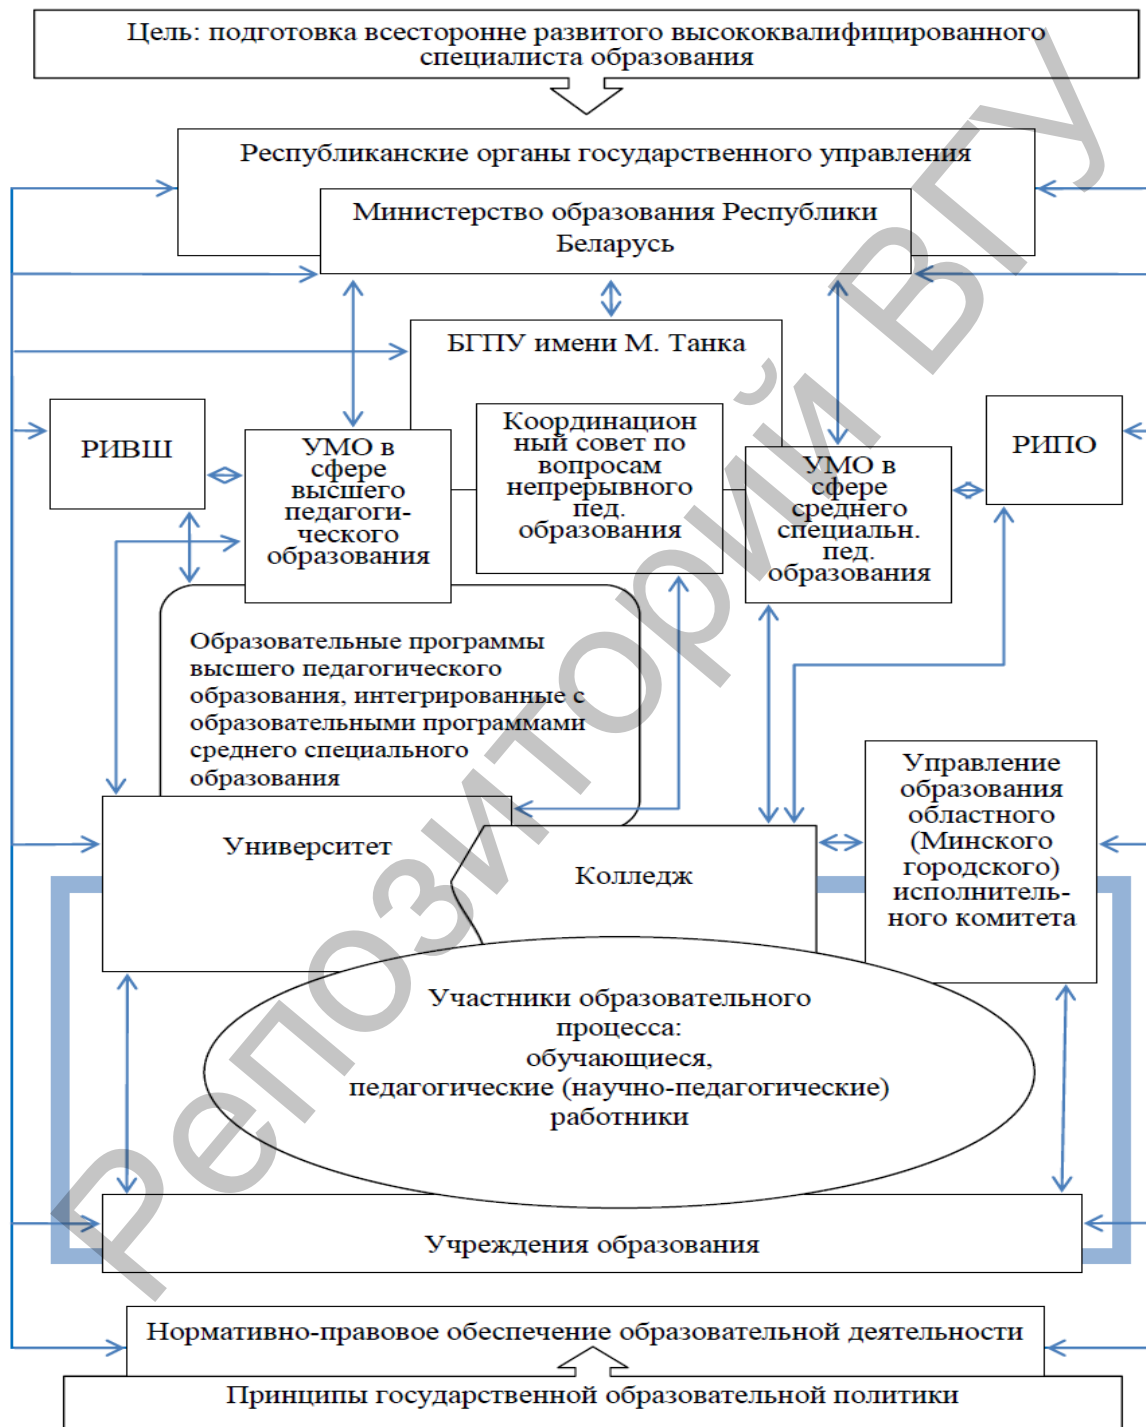 Цель: подготовка всесторонне развитого высококвалифицированного
специалиста образования
Республиканские органы государственного управления
Министерство образования Республики
Беларусь
БГПУ имени М. Танка
РИВШ
УМО в
сфере
высшего
педагоги-
ческого
образования
Координацион
ный совет по
вопросам
непрерывного
пед.
образования
УМО в
сфере
среднего
специальн.
пед.
образования
РИПО
Образовательные программы
высшего педагогического
образования, интегрированные с
образовательными программами
среднего специального
образования
Университет
Колледж
Управление
образования
областного
(Минского
городского)
исполнитель-
ного комитета
Участники образовательного
процесса:
обучающиеся,
педагогические (научно-педагогические)
работники
Учреждения образования
Нормативно-правовое обеспечение образовательной деятельности
Принципы государственной образовательной политики
Репозиторий ВГУ